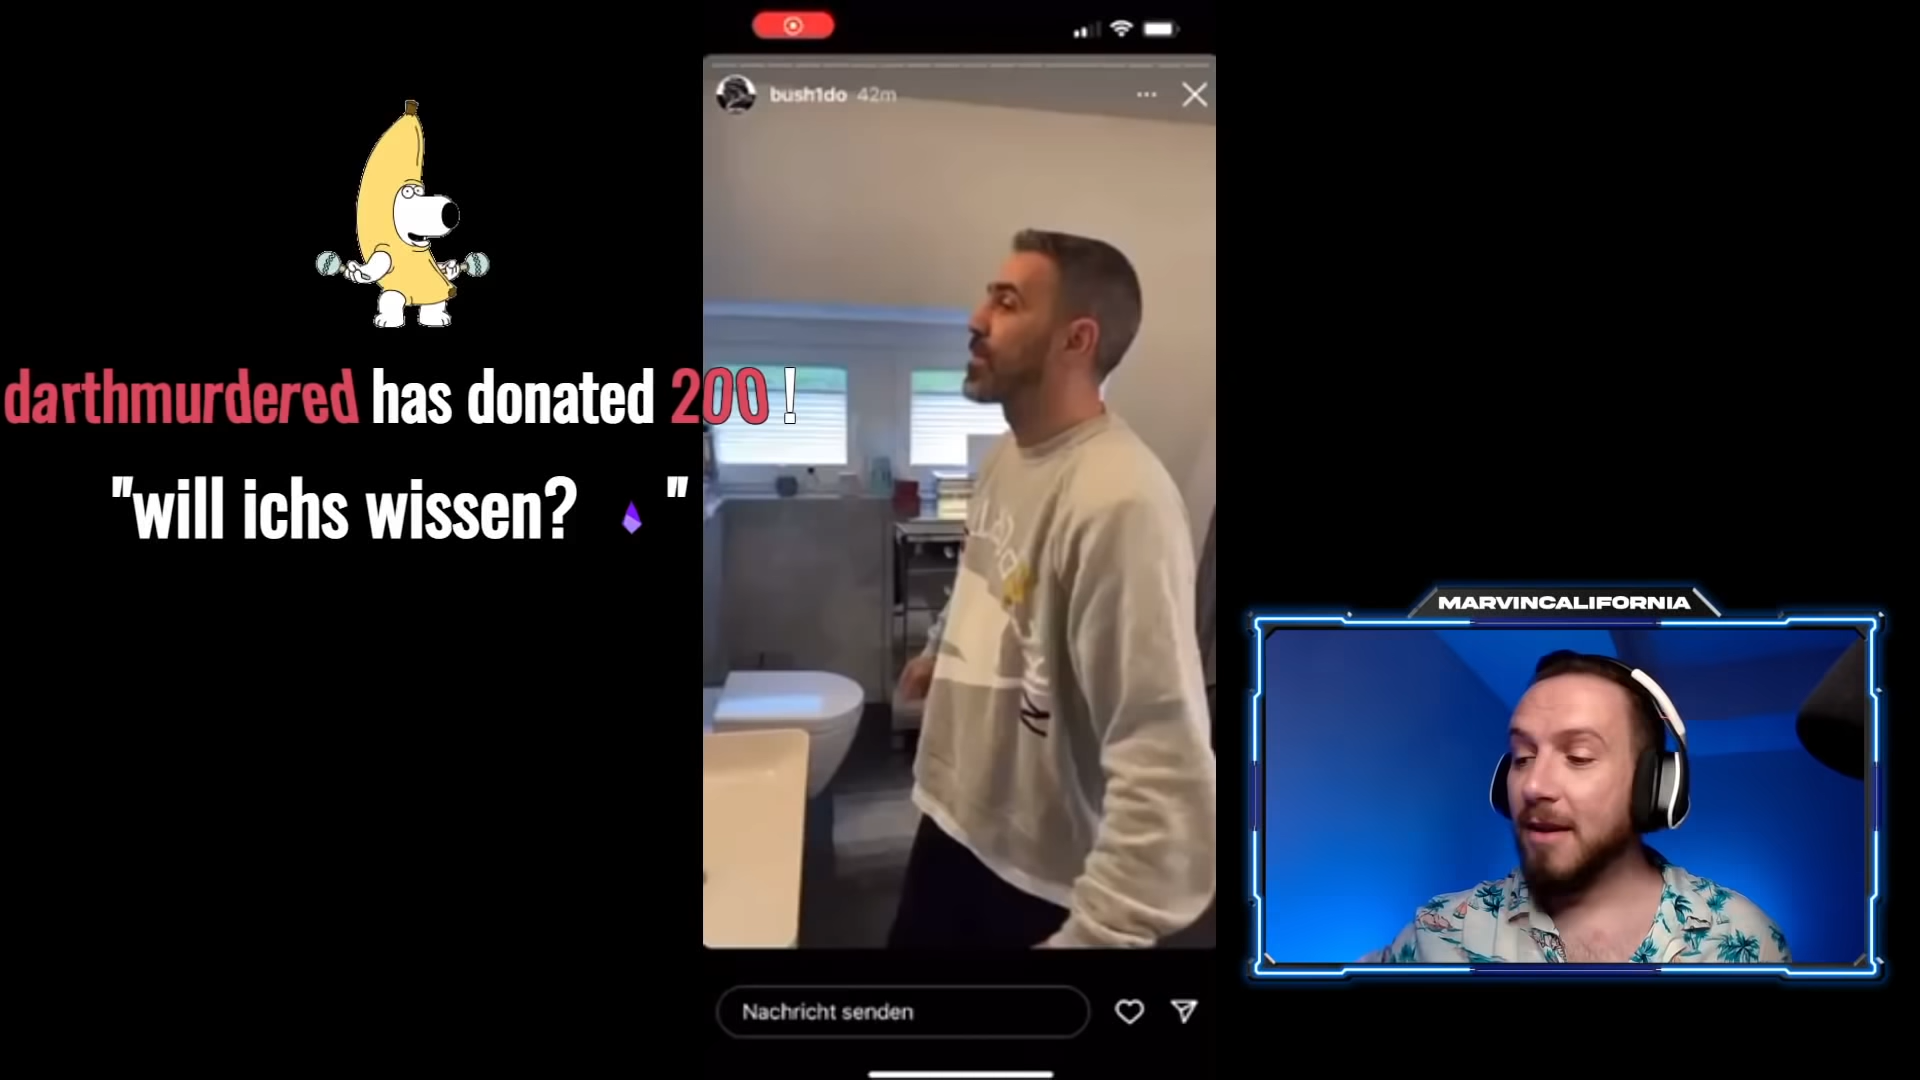 bush1do 42m
darthmurdered has donated 200!
"will ichs wissen? "
MARVINCALIFORNIA
Nachricht senden